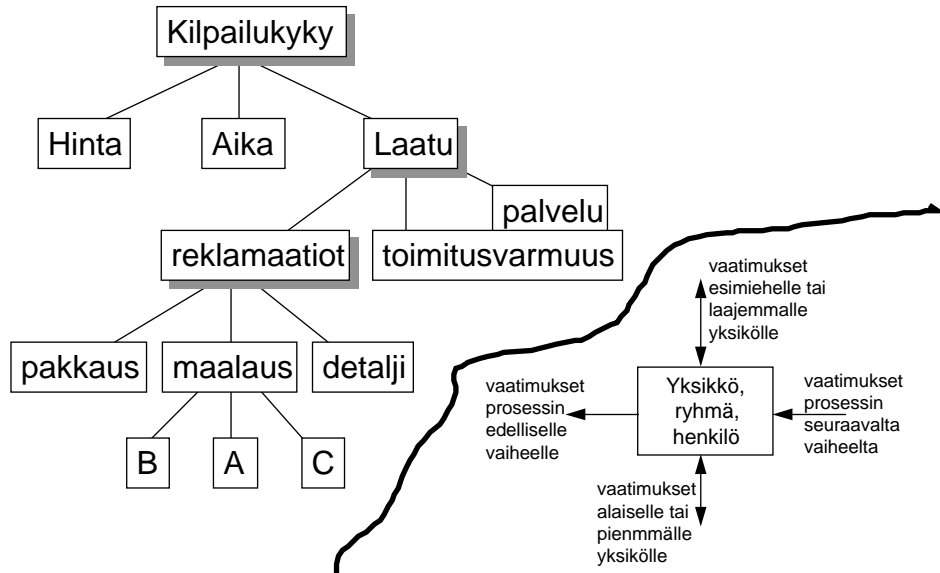 Kilpailukyky
Hinta
Aika
Laatu
palvelu
reklamaatiot
toimitusvarmuus
pakkaus
maalaus
detalji
B
A
C
vaatimukset
esimiehelle tai
laajemmalle
yksikölle
vaatimukset
prosessin
edelliselle
vaiheelle
Yksikkö,
ryhmä,
henkilö
vaatimukset
prosessin
seuraavalta
vaiheelta
vaatimukset
alaiselle tai
pienmmälle
yksikölle